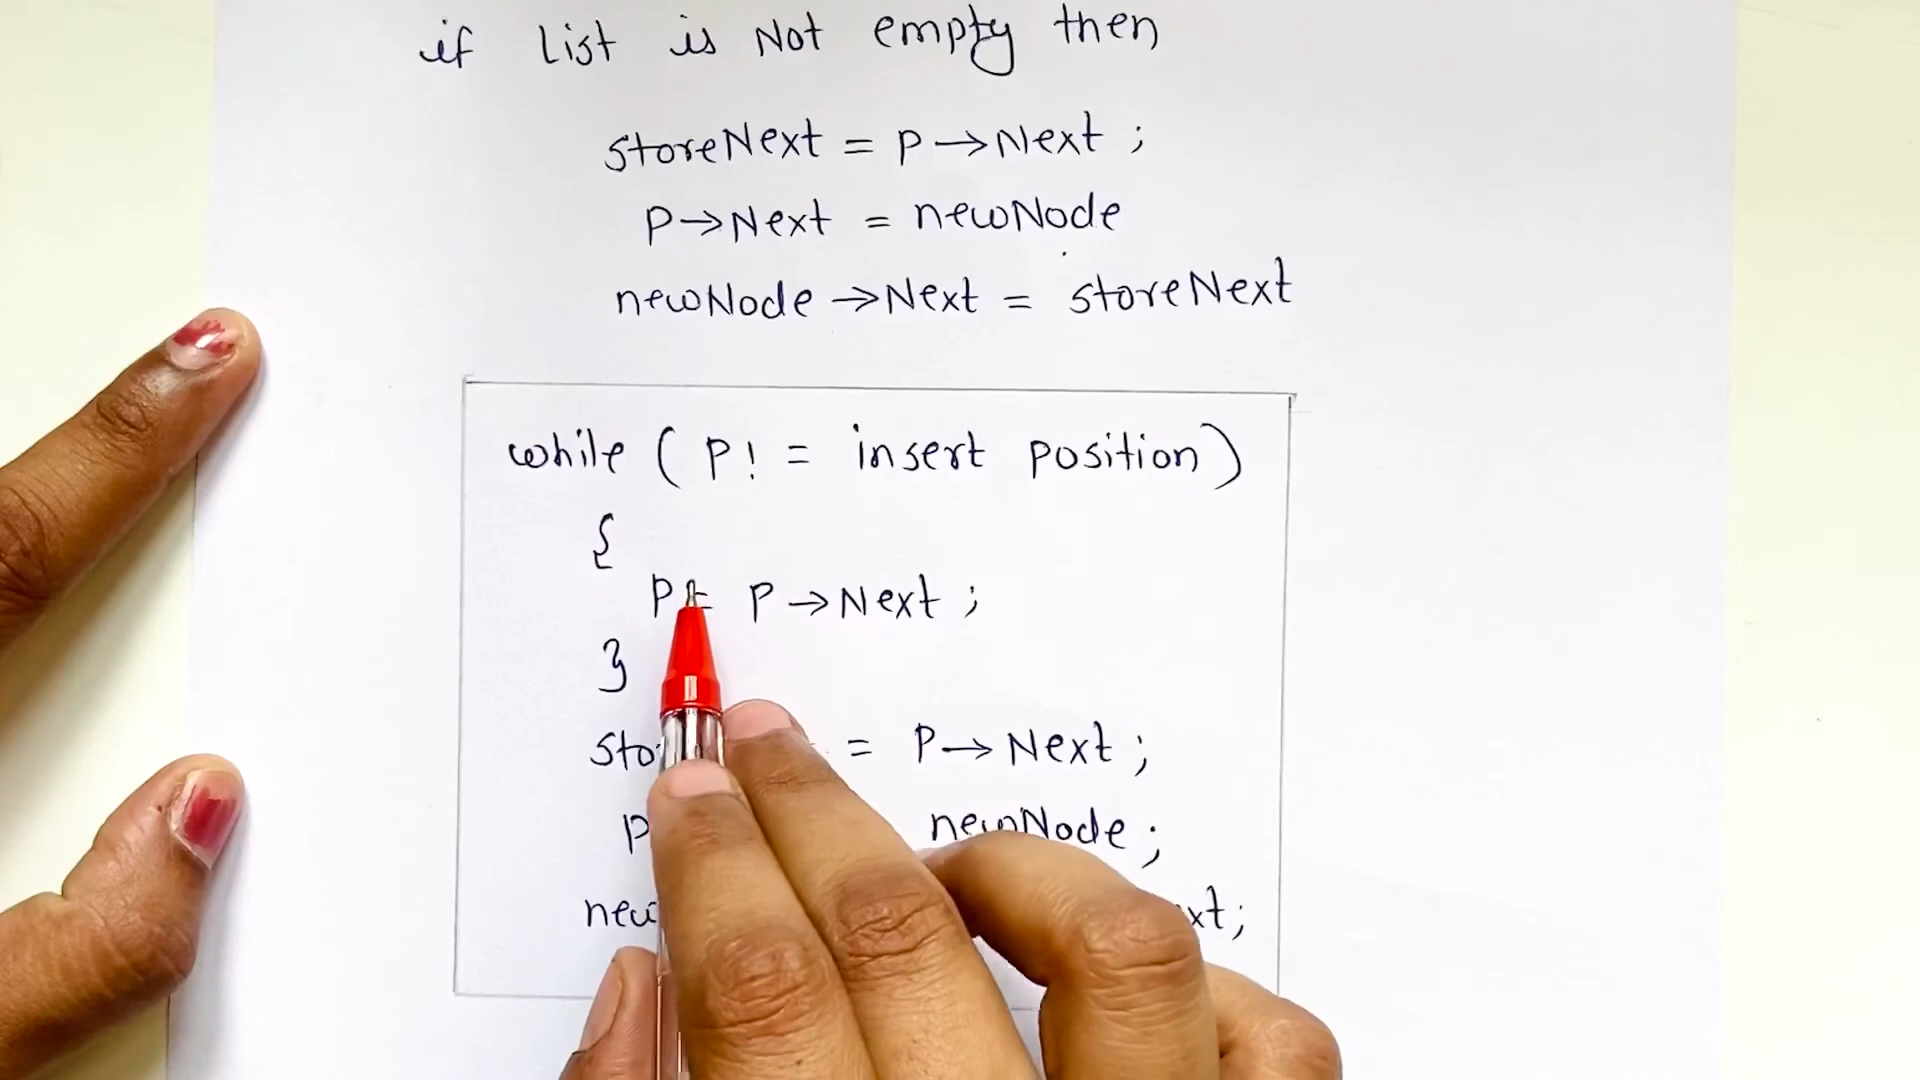 if List is Not empty then
storeNext = P→Next ;
P→Next = newNode
newNode →Next = storeNext
while ( P! = insert position)
{
P= P→Next ;
}
= P→Next ;
newNode ;